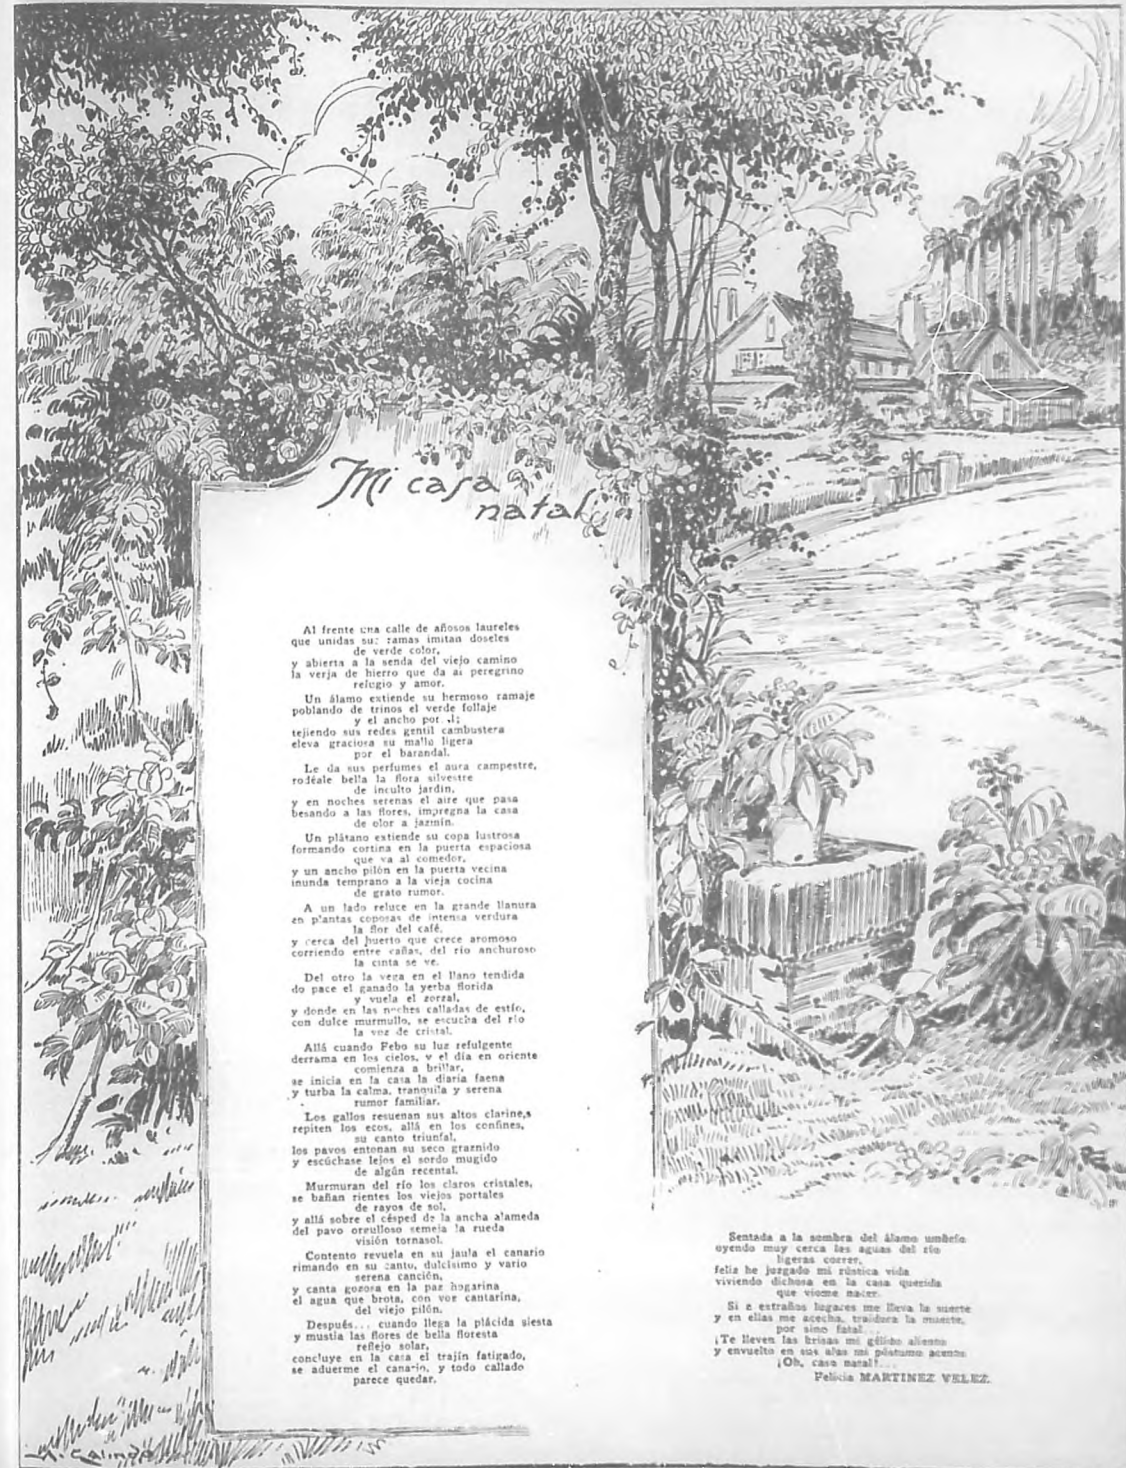 Mi casa
natal
Al frente una calle de añosos laureles
que unidas sus ramas imitan doseles
de verde color,
y abierta a la senda del viejo camino
la verja de hierro que da al peregrino
refugio y amor.
Un álamo extiende su hermoso ramaje
poblando de trinos el verde follaje
y el ancho
tejiendo sus redes gentil cambustera
eleva graciosa su malla ligera
por el barandal.
Le da sus perfumes el aura campestre,
rodéale bella la flora silvestre
de inculto jardín,
y en noches serenas el aire que pasa
besando a las flores, impregna la casa
de olor a jazmín.
Un plátano extiende su copa lustrosa
formando cortina en la puerta espaciosa
que va al comedor,
y un ancho pilón en la puerta vecina
inunda temprano a la vieja cocina
de grato rumor.
A un lado reluce en la grande llanura
en p'antas coposas de intensa verdura
la flor del café,
y cerca del huerto que crece aromoso
corriendo entre cañas, del río anchuroso
la cinta se ve.
Del otro la vega en el llano tendida
do pace el ganado la yerba florida
y vuela el zorzal,
y donde en las noches calladas de estío,
con dulce murmullo, se escucha del río
la voz de cristal.
Allá cuando Febo su luz refulgente
derrama en los cielos, y el día en oriente
comienza a brillar,
se inicia en la casa la diaria faena
y turba la calma, tranquila y serena
rumor familiar.
Los gallos resuenan sus altos clarine,s
repiten los ecos, allá en los confines,
su canto triunfal,
los pavos entonan su seco graznido
y escúchase lejos el sordo mugido
de algún recental.
Murmuran del río los claros cristales,
se bañan rientes los viejos portales
de rayos de sol,
y allá sobre el césped de la ancha alameda
del pavo orgulloso semeja la rueda
visión tornasol.
Contento revuela en su jaula el canario
rimando en su canto, dulcísimo y vario
serena canción,
y canta gozosa en la paz hogarina
el agua que brota, con voz cantarina,
del viejo pilón.
Después... cuando llega la plácida siesta
y mustia las flores de bella floresta
reflejo solar,
concluye en la casa el trajín fatigado,
se aduerme el canario, y todo callado
parece quedar.
Sentada a la sombra del álamo umbrío
oyendo muy cerca las aguas del río
ligeras correr,
feliz he juzgado mi rústica vida
viviendo dichosa en la casa querida
que viome nacer.
Si a estraños lugares me lleva la suerte
y en ellas me acecha, traidora la muerte,
por sino fatal...
¡Te lleven las brisas mi gélido aliento
y envuelto en sus alas mi póstumo acento
¡Oh, casa natal!...
Felicia MARTINEZ VELEZ.
Galindo